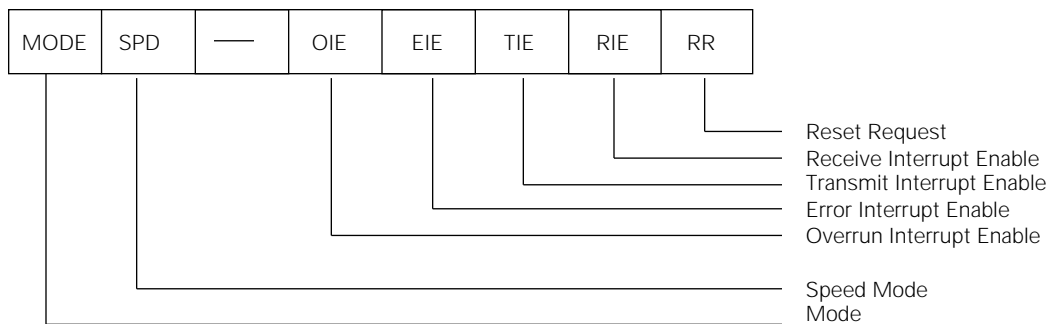 MODE SPD — OIE EIE TIE RIE RR
Reset Request
Receive Interrupt Enable
Transmit Interrupt Enable
Error Interrupt Enable
Overrun Interrupt Enable
Speed Mode
Mode